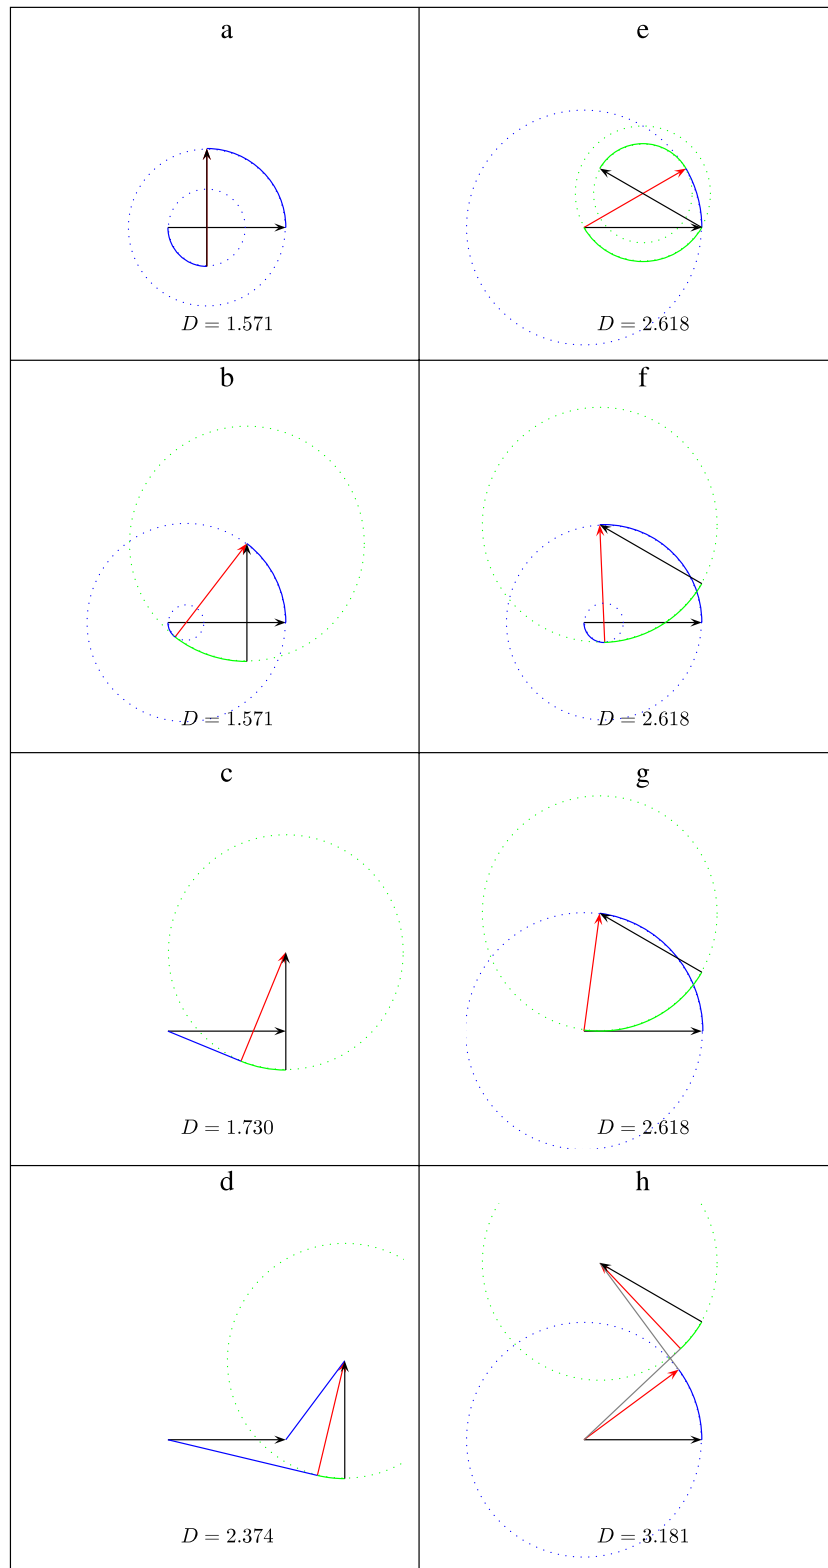 a
e
D = 1.571
D = 2.618
b
f
D = 1.571
D = 2.618
c
g
D = 1.730
D = 2.618
d
h
D = 2.374
D = 3.181